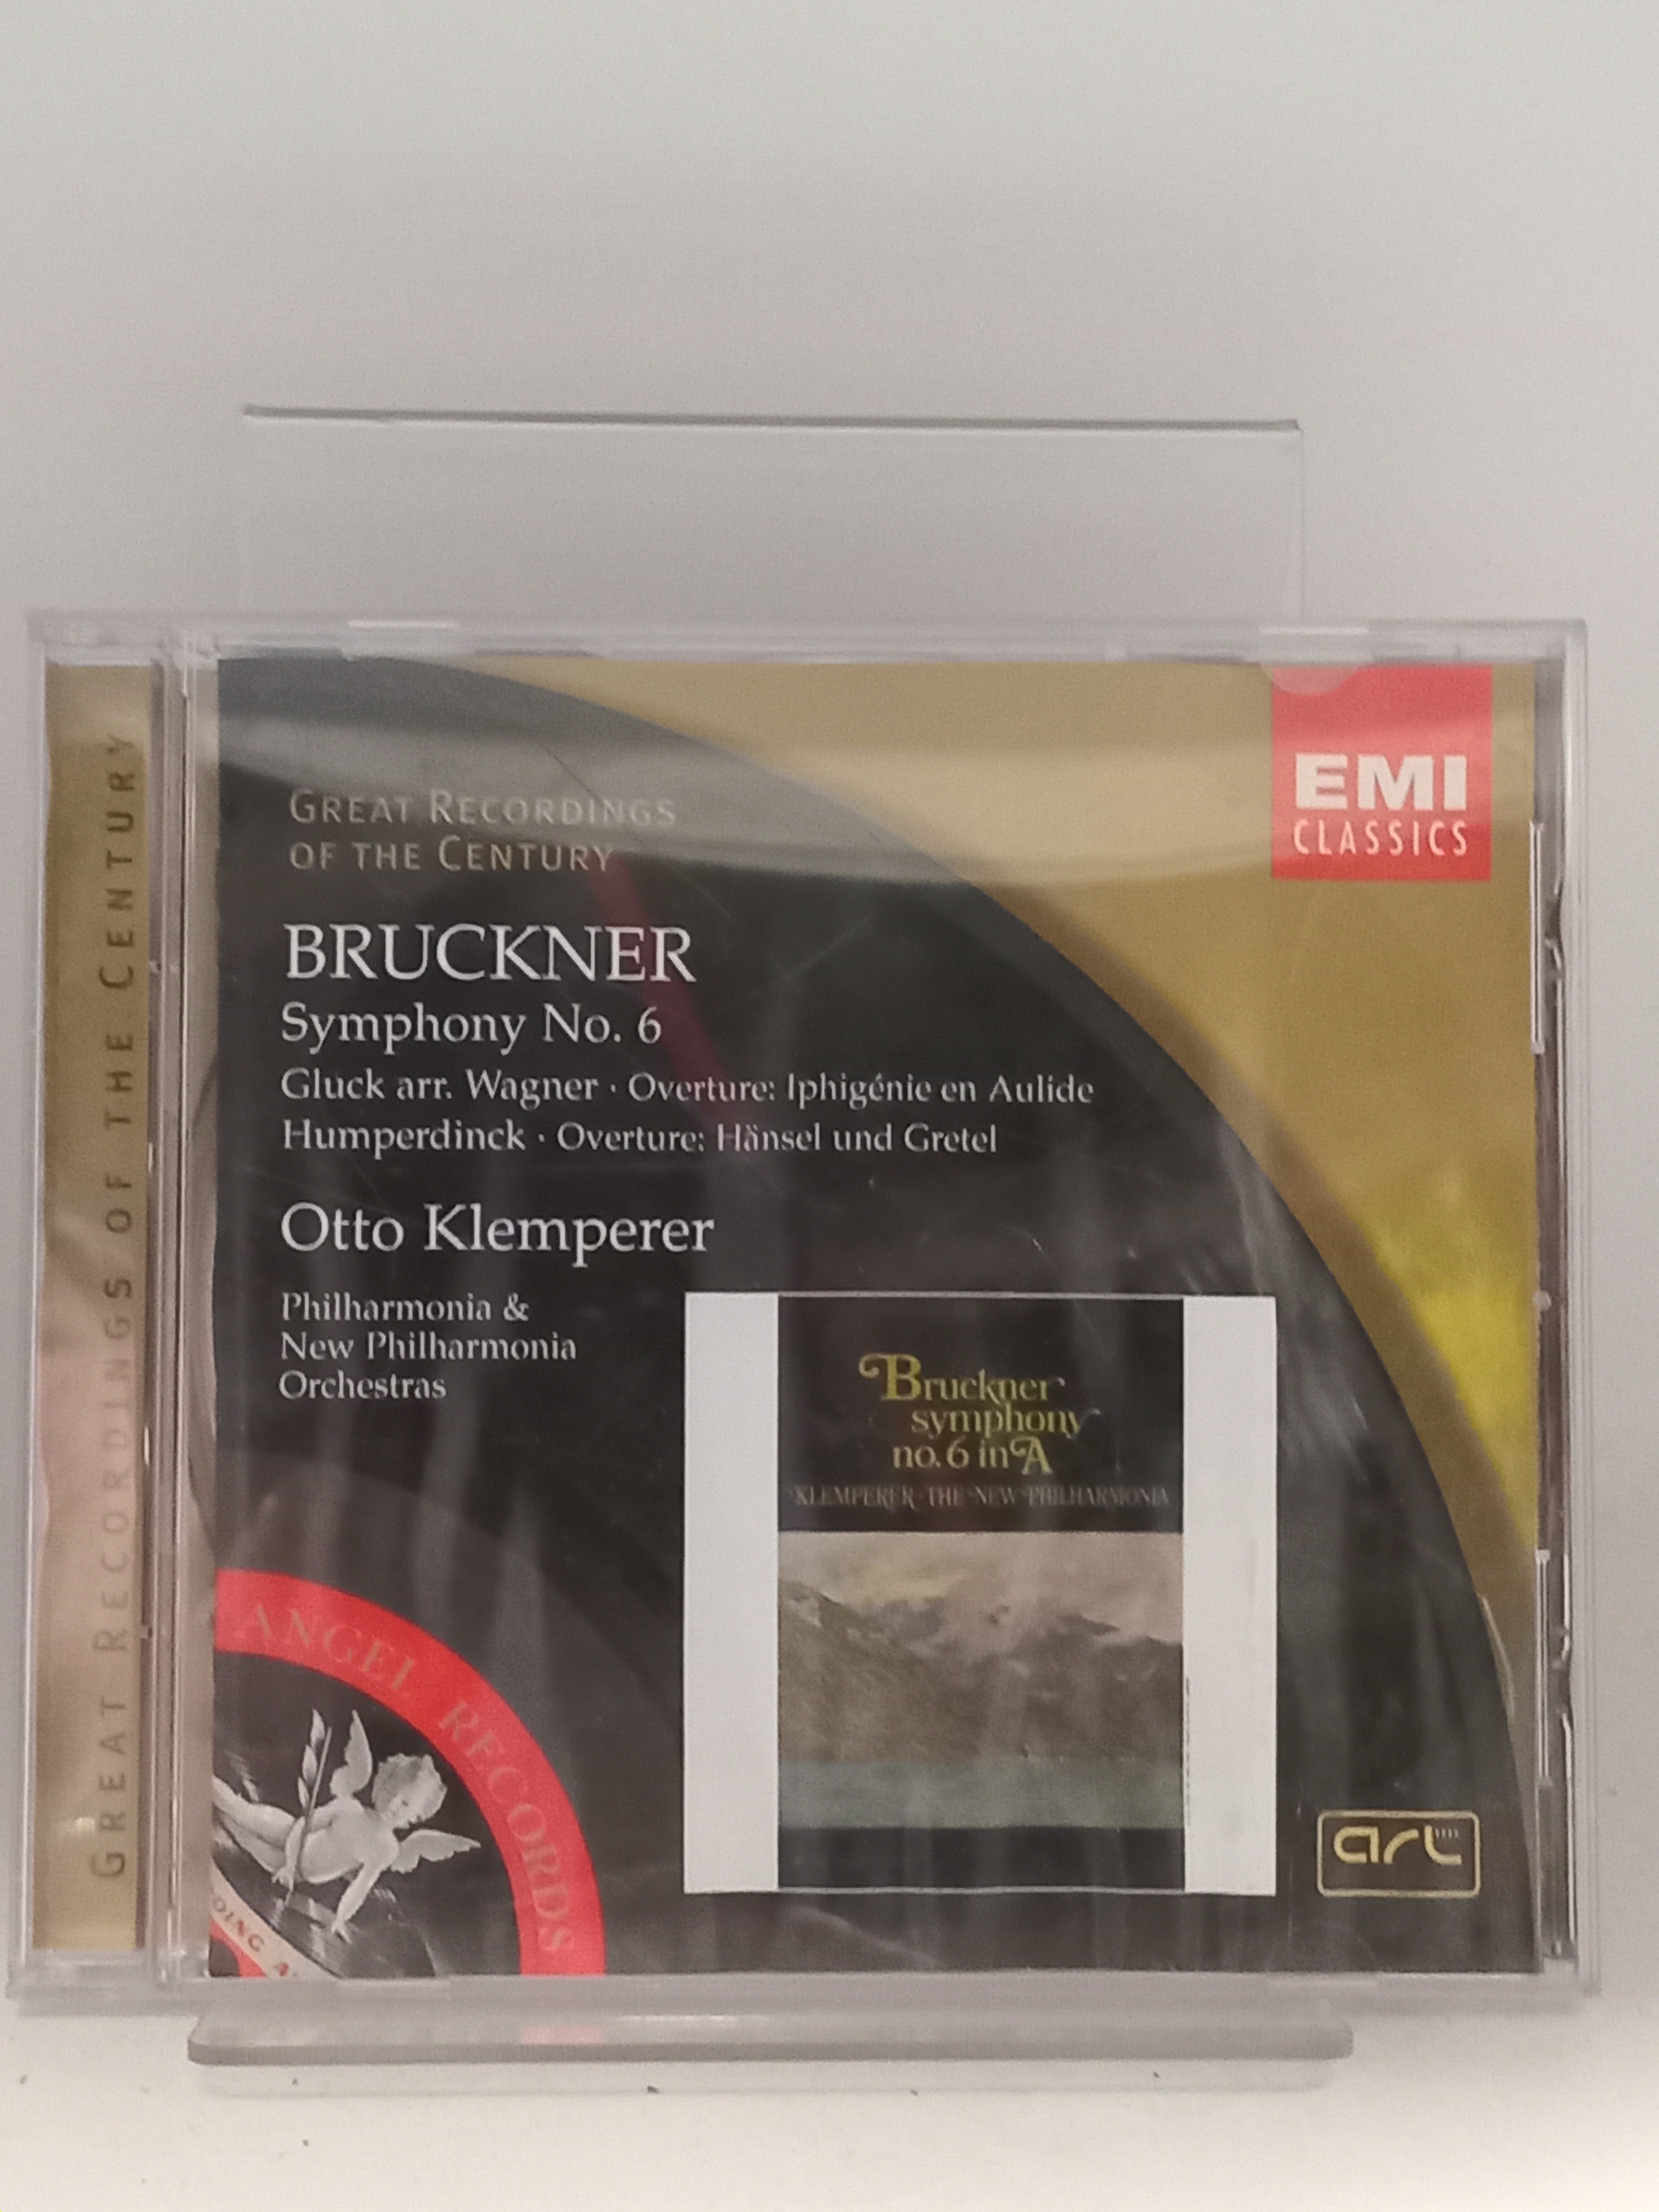 GREAT RECORDINGS OF THE CENTURY
GREAT RECORDINGS
OF THE CENTURY
EMI
CLASSICS
BRUCKNER
Symphony No. 6
Gluck arr. Wagner · Overture: Iphigénie en Aulide
Humperdinck · Overture: Hänsel und Gretel
Otto Klemperer
Philharmonia &
New Philharmonia
Orchestras
Bruckner
symphony
no. 6 in A
KLEMPERER · THE NEW PHILHARMONIA
ANGEL RECORDS
DING A
art